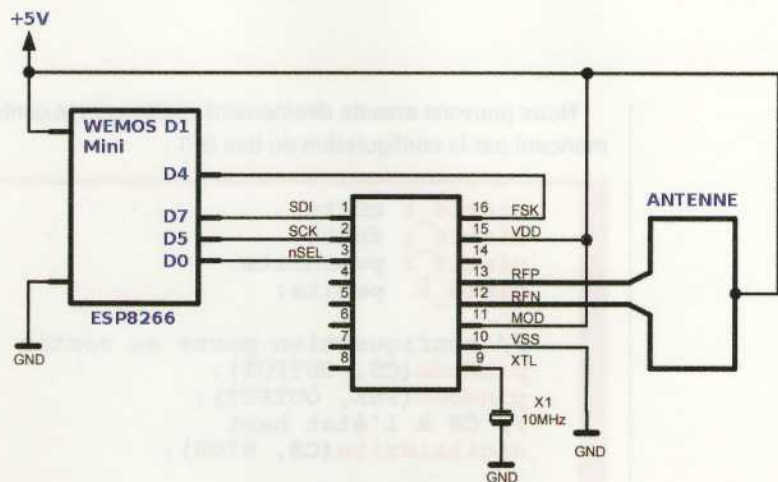 +5V
WEMOS D1
Mini
D4
D7
D5
D0
ESP8266
GND
SDI
SCK
nSEL
1
2
3
4
5
6
7
8
16
15
14
13
12
11
10
9
FSK
VDD
RFP
RFN
MOD
VSS
XTL
X1
10MHz
GND
GND
ANTENNE